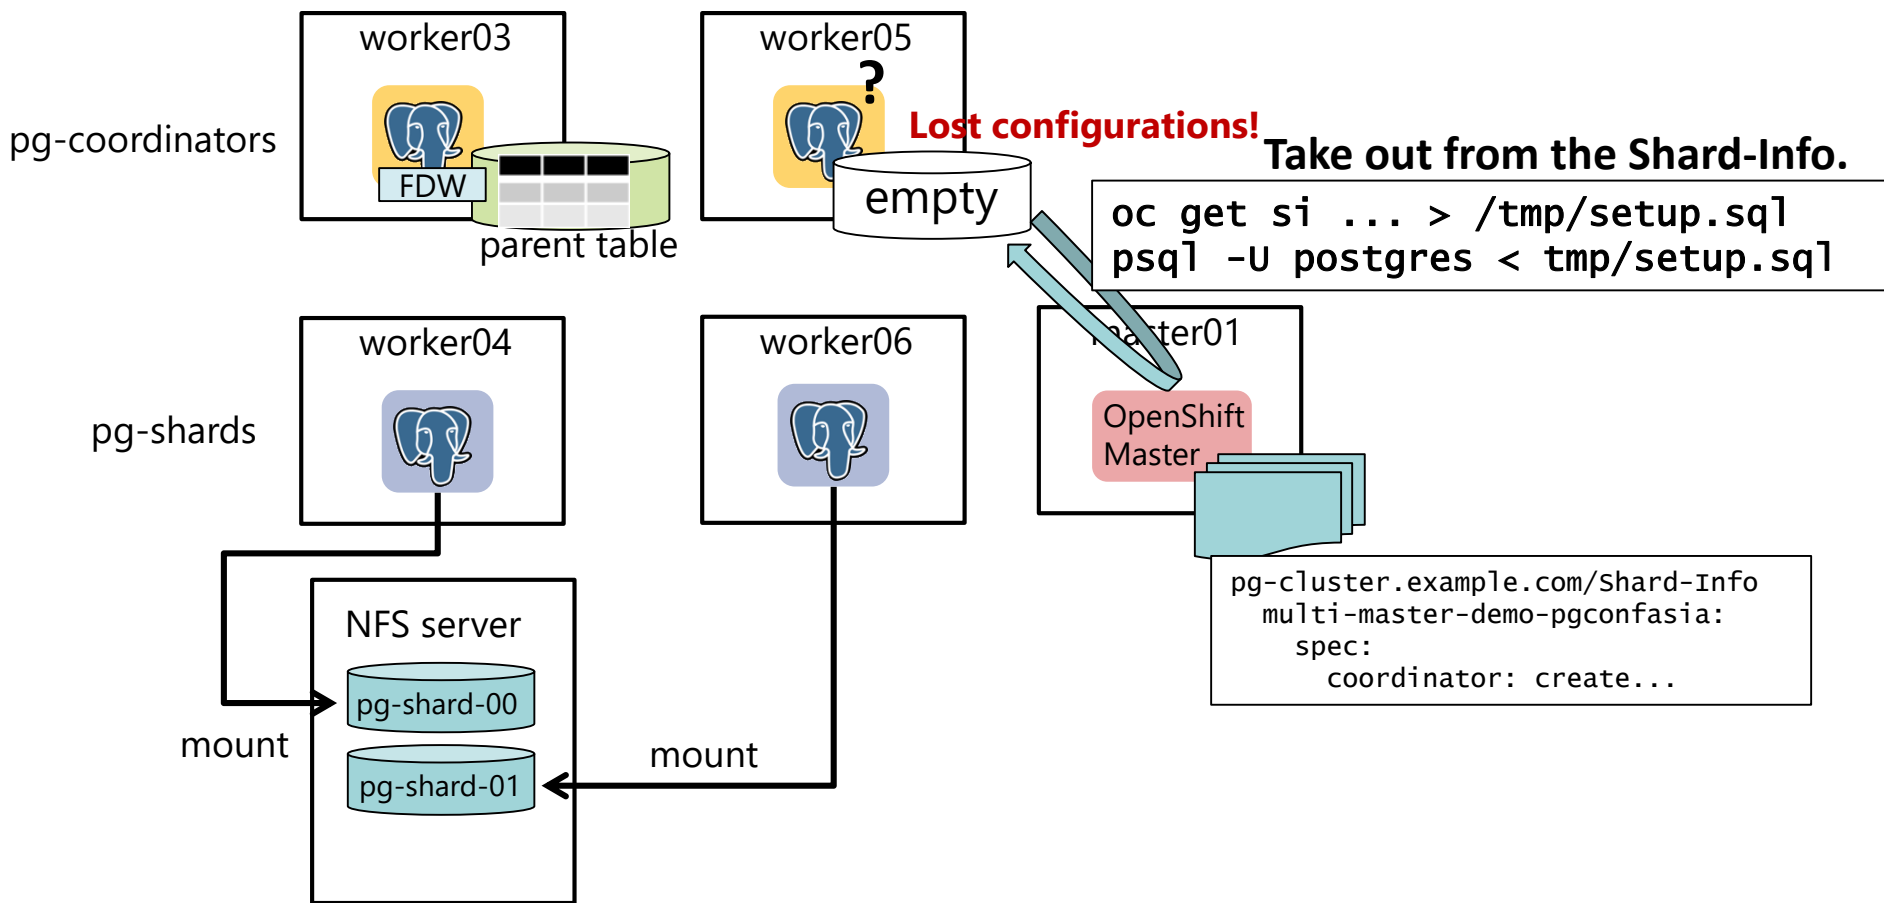 worker03
worker05
?
pg-coordinators
FDW
parent table
Lost configurations!
empty
Take out from the Shard-Info.
oc get si ... > /tmp/setup.sql
psql -U postgres < tmp/setup.sql
worker04
worker06
master01
pg-shards
OpenShift
Master
pg-cluster.example.com/Shard-Info
multi-master-demo-pgconfasia:
spec:
coordinator: create...
NFS server
pg-shard-00
mount
pg-shard-01
mount